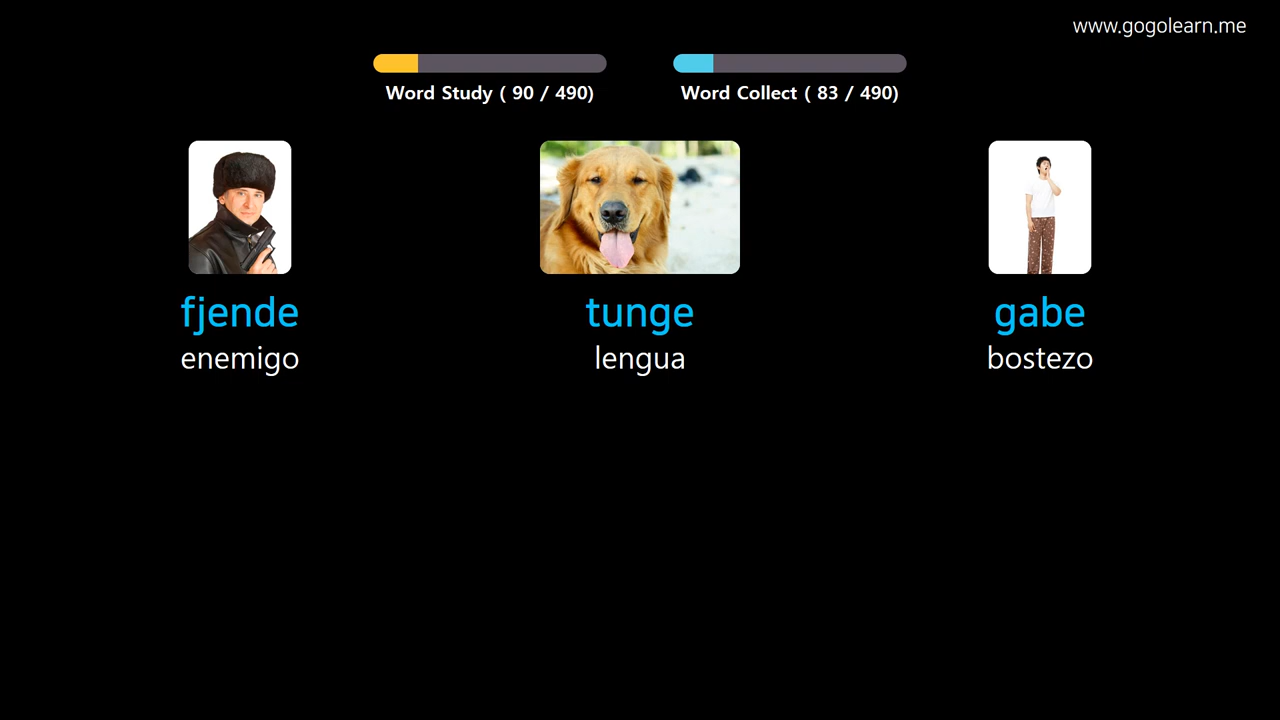 www.gogolearn.me
Word Study ( 90 / 490)
Word Collect ( 83 / 490)
fjende
enemigo
tunge
lengua
gabe
bostezo